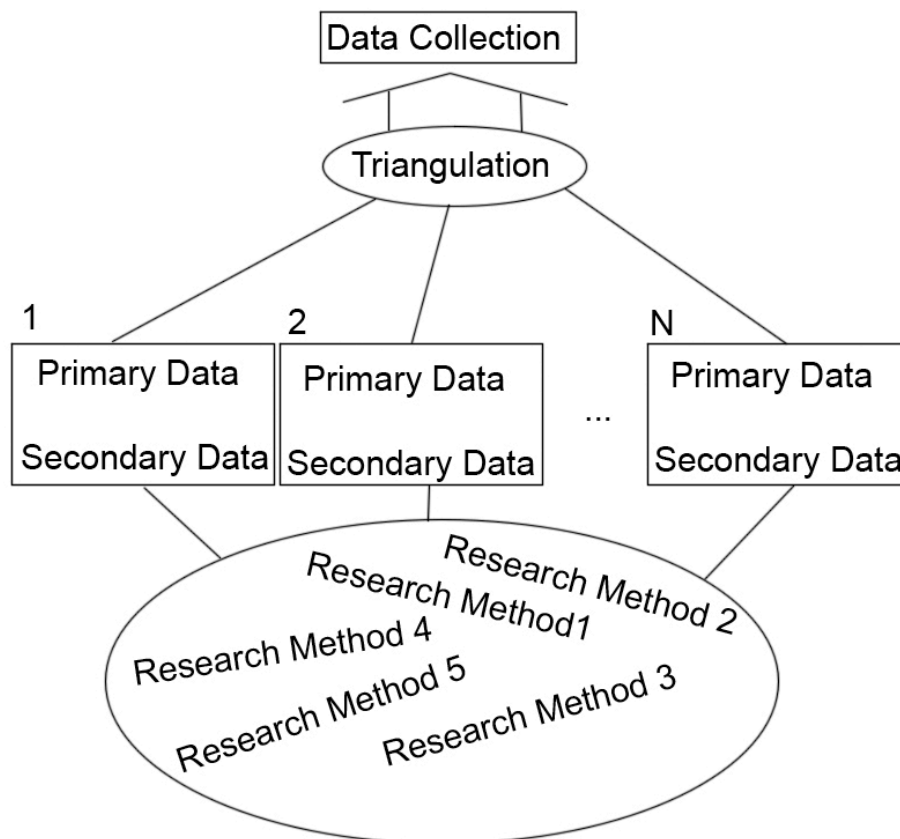 Data Collection
Triangulation
1
2
N
Primary Data
Secondary Data
Primary Data
Secondary Data
...
Primary Data
Secondary Data
Research Method 2
Research Method1
Research Method 4
Research Method 5
Research Method 3